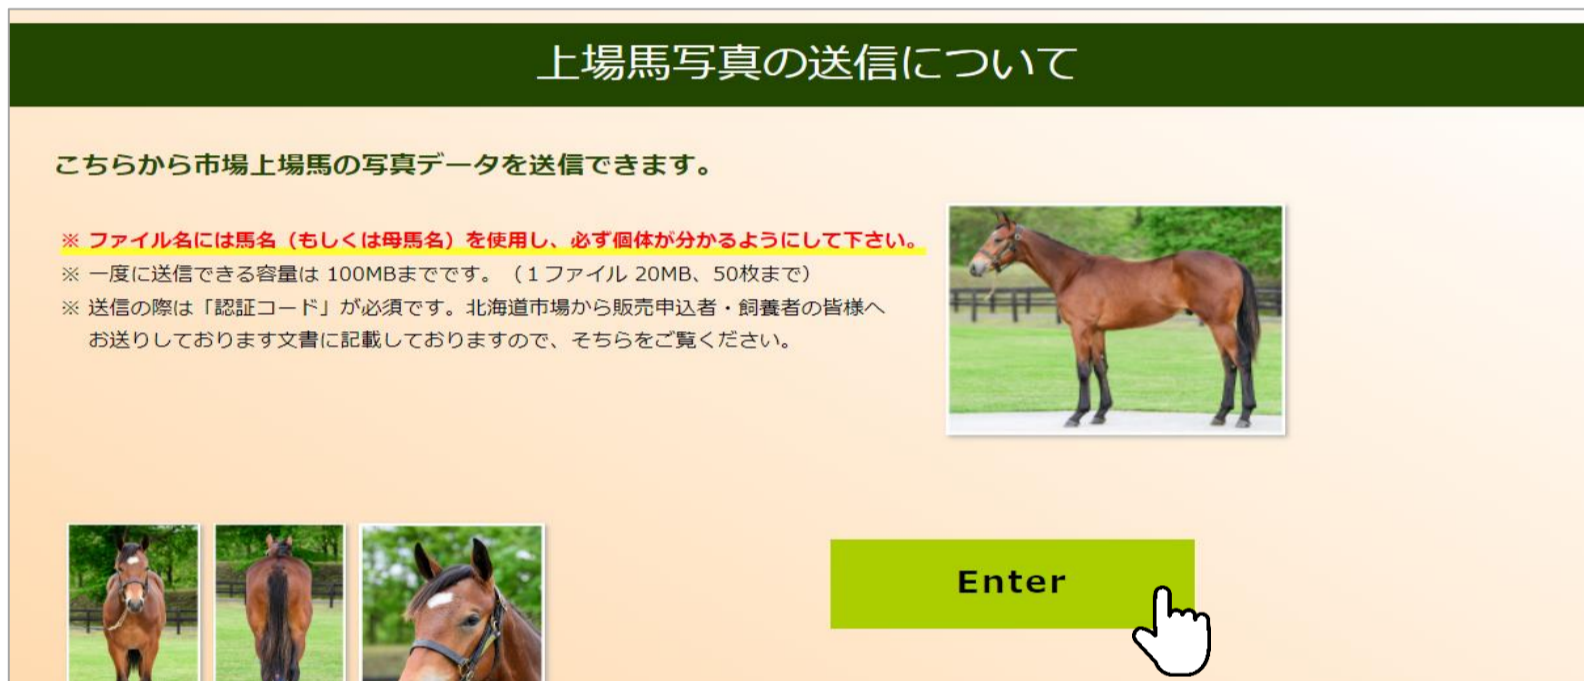 上場馬写真の送信について
こちらから市場上場馬の写真データを送信できます。
※ ファイル名には馬名（もしくは母馬名）を使用し、必ず個体が分かるようにして下さい。
※ 一度に送信できる容量は 100MBまでです。（1ファイル 20MB、50枚まで）
※ 送信の際は「認証コード」が必須です。北海道市場から販売申込者・飼養者の皆様へ
お送りしております文書に記載しておりますので、そちらをご覧ください。
Enter